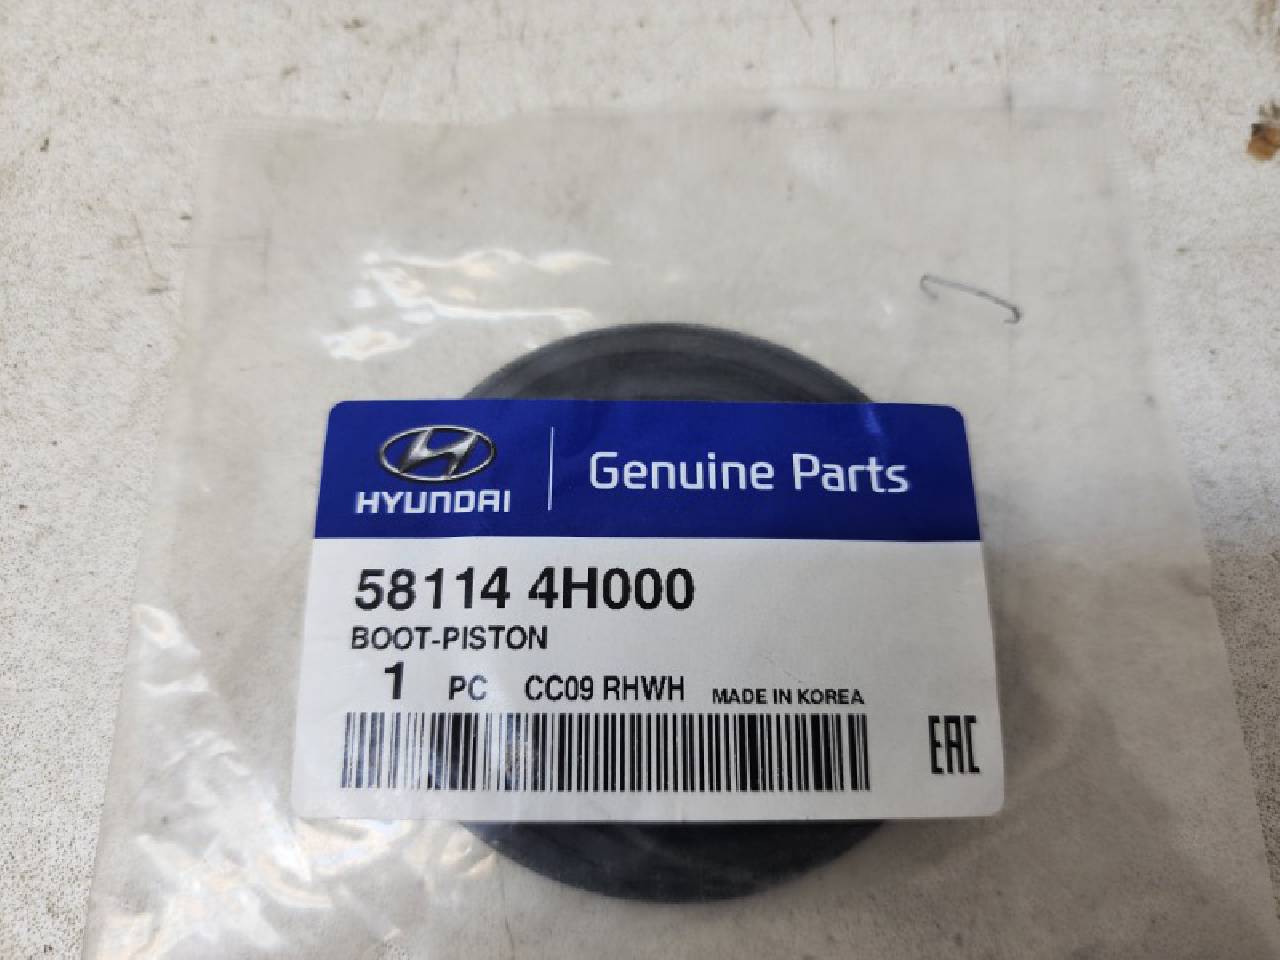 HYUNDAI
Genuine Parts
58114 4H000
BOOT-PISTON
1 PC CC09 RHWH MADE IN KOREA
EAC